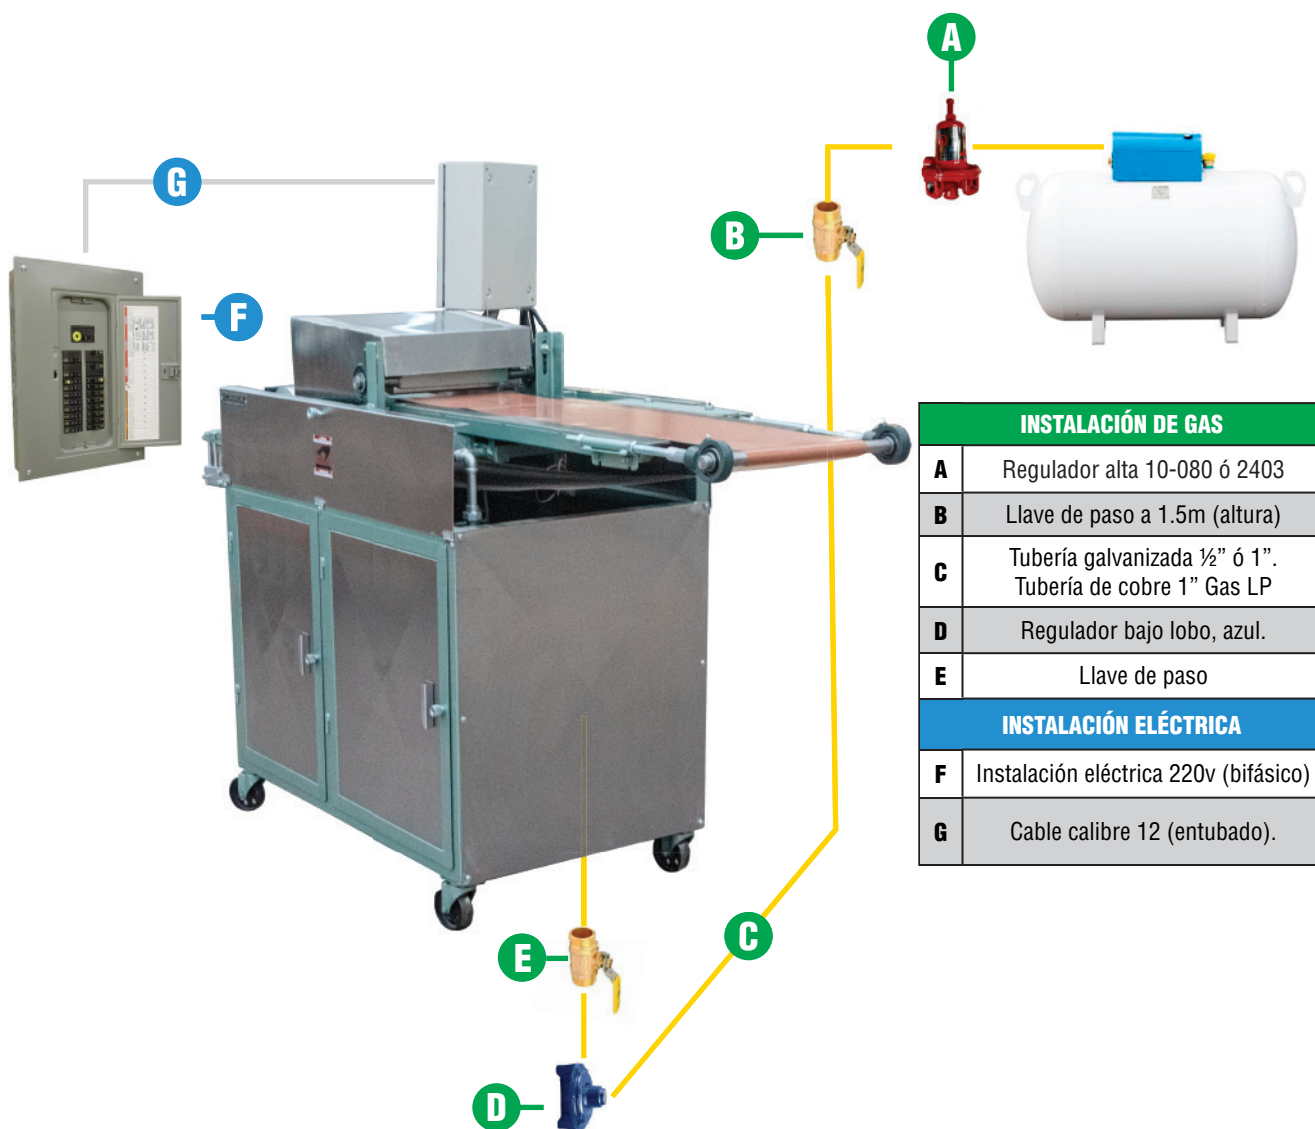 A
G
B
F
INSTALACIÓN DE GAS
A Regulador alta 10-080 ó 2403
B Llave de paso a 1.5m (altura)
C Tubería galvanizada ½” ó 1”.
Tubería de cobre 1” Gas LP
D Regulador bajo lobo, azul.
E Llave de paso
INSTALACIÓN ELÉCTRICA
F Instalación eléctrica 220v (bifásico)
G Cable calibre 12 (entubado).
C
E
D